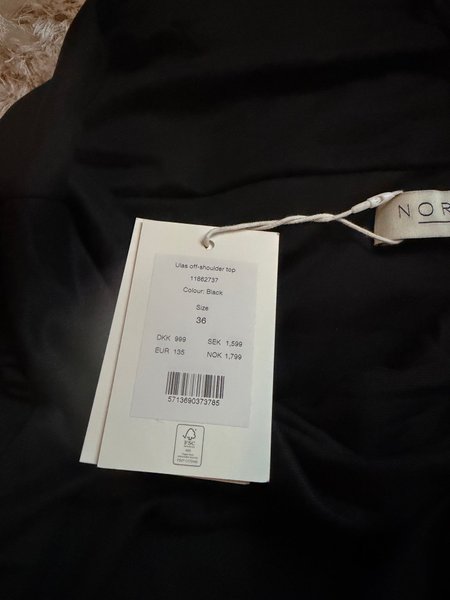 NOR
Ulas off-shoulder top
11862737
Colour: Black
Size
36
DKK 999 SEK 1,599
EUR 135 NOK 1,799
5713690373785
FSC